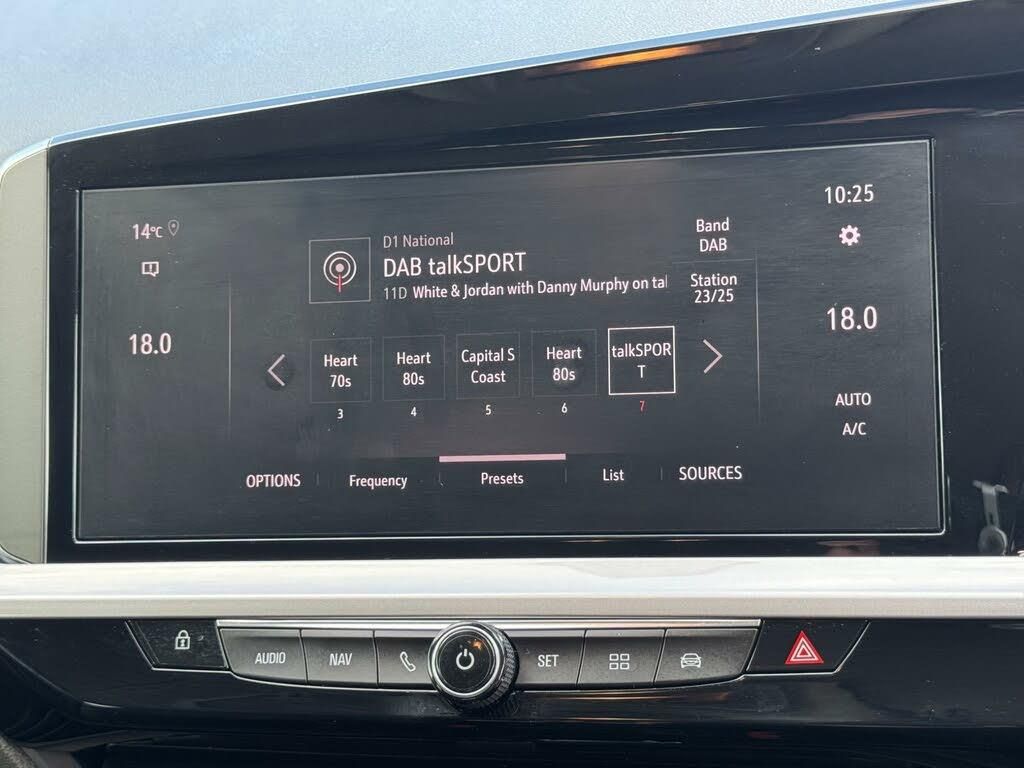 14°C
18.0
D1 National
DAB talkSPORT
11D White & Jordan with Danny Murphy on tal
Band
DAB
Station
23/25
10:25
18.0
AUTO
A/C
Heart
70s
3
Heart
80s
4
Capital S
Coast
5
Heart
80s
6
talkSPOR
T
7
OPTIONS
Frequency
Presets
List
SOURCES
AUDIO
NAV
SET